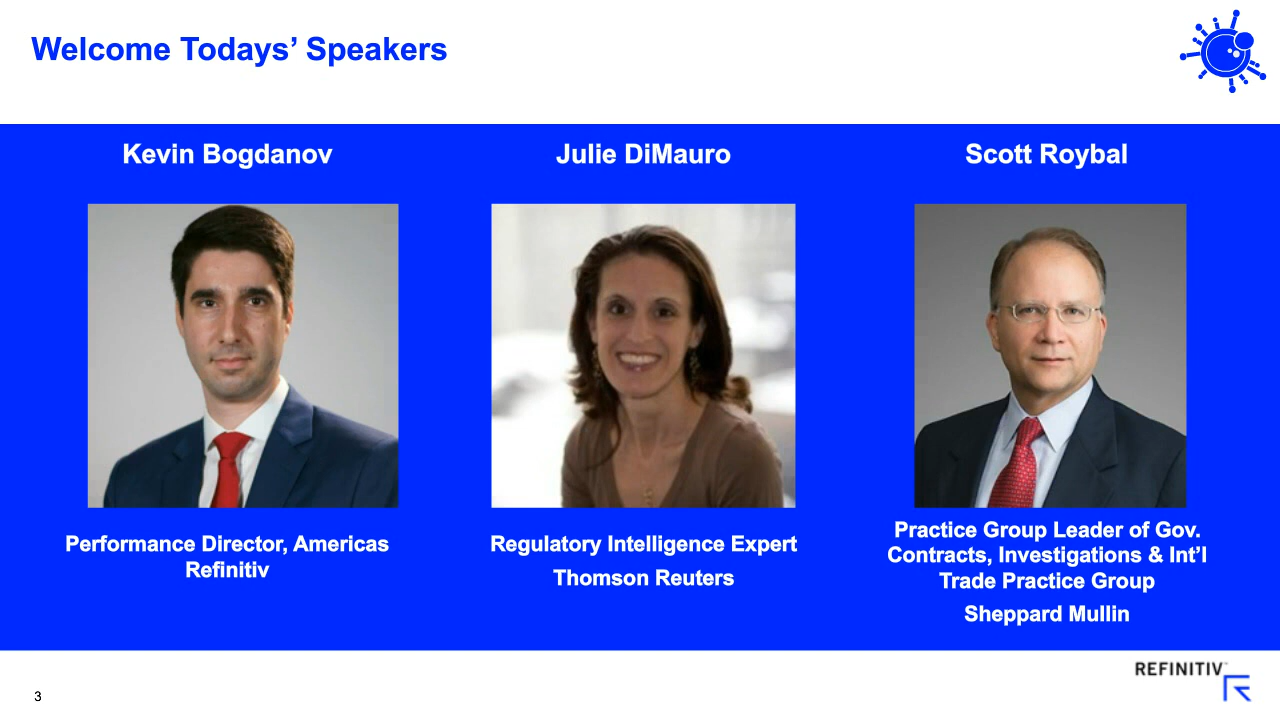 Welcome Todays’ Speakers
Kevin Bogdanov
Julie DiMauro
Scott Roybal
Performance Director, Americas
Refinitiv
Regulatory Intelligence Expert
Thomson Reuters
Practice Group Leader of Gov.
Contracts, Investigations & Int’l
Trade Practice Group
Sheppard Mullin
REFINITIV
3